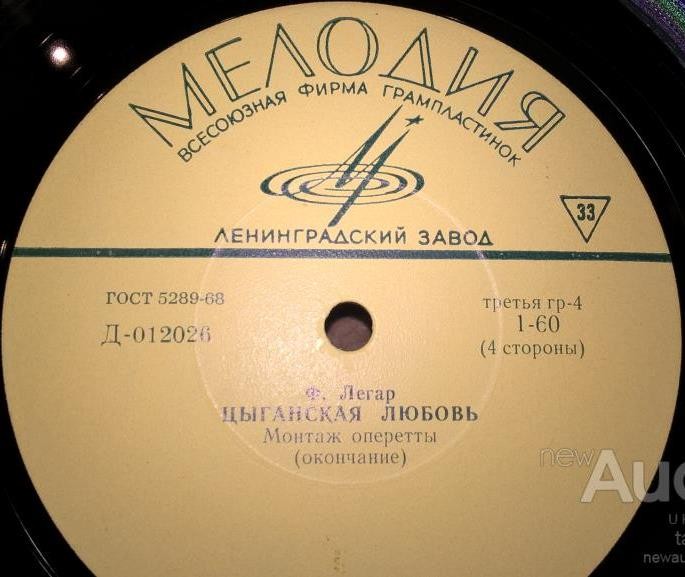 МЕЛОДИЯ
ВСЕСОЮЗНАЯ ФИРМА ГРАМПЛАСТИНОК
33
ЛЕНИНГРАДСКИЙ ЗАВОД
ГОСТ 5289-68
третья гр-4
Д-012026
1-60
(4 стороны)
Ф. Легар
ЦЫГАНСКАЯ ЛЮБОВЬ
Монтаж оперетты
(окончание)
new